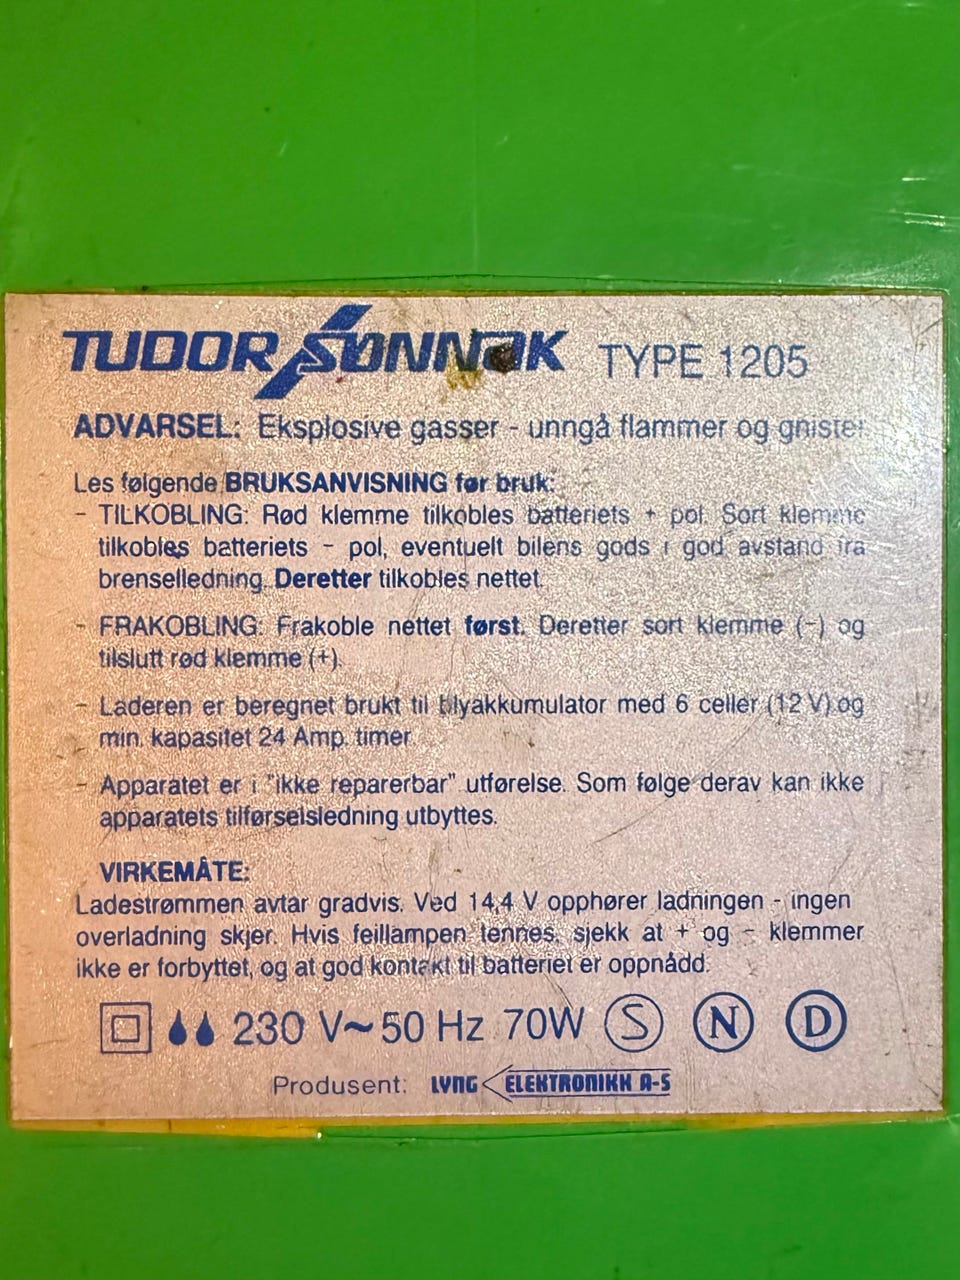 TUDOR SØNNAK TYPE 1205
ADVARSEL: Eksplosive gasser - unngå flammer og gnister
Les følgende BRUKSANVISNING før bruk:
- TILKOBLING: Rød klemme tilkobles batteriets + pol. Sort klemme
tilkobles batteriets - pol, eventuelt bilens gods i god avstand fra
brenselledning. Deretter tilkobles nettet.
- FRAKOBLING: Frakoble nettet først. Deretter sort klemme (-) og
tilslutt rød klemme (+).
- Laderen er beregnet brukt til blyakkumulator med 6 celler (12 V) og
min. kapasitet 24 Amp. timer
- Apparatet er i "ikke reparerbar" utførelse. Som følge derav kan ikke
apparatets tilførselsledning utbyttes.
VIRKEMÅTE:
Ladestrømmen avtar gradvis. Ved 14,4 V opphører ladningen - ingen
overladning skjer. Hvis feillampen tennes, sjekk at + og - klemmer
ikke er forbyttet, og at god kontakt til batteriet er oppnådd.
230 V~ 50 Hz 70W S N D
Produsent: LYNG ELEKTRONIKK A-S